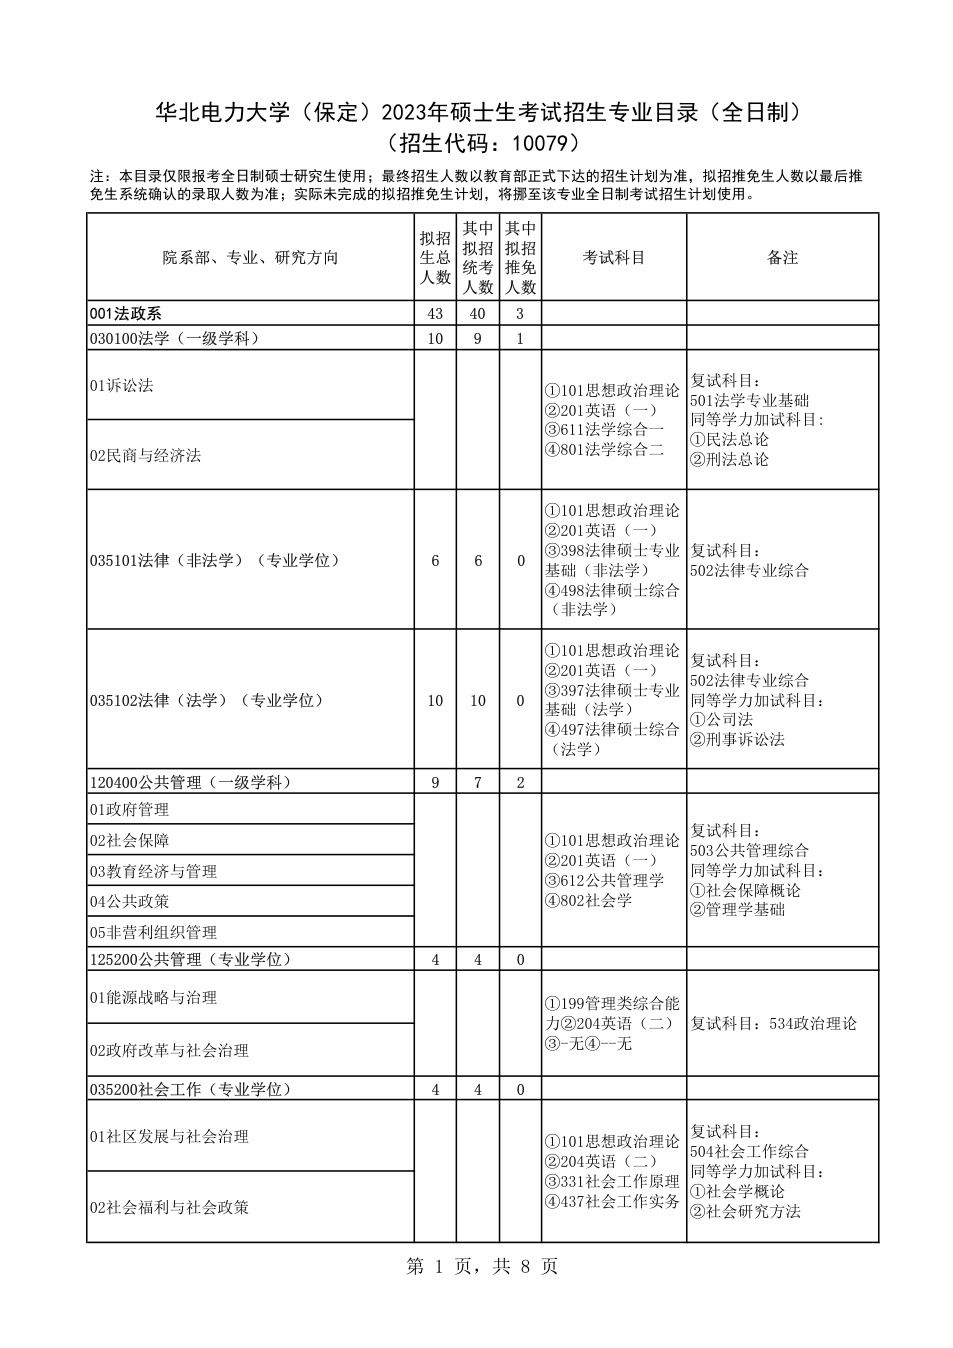 华北电力大学（保定）2023年硕士生考试招生专业目录（全日制）
（招生代码：10079）
注：本目录仅限报考全日制硕士研究生使用；最终招生人数以教育部正式下达的招生计划为准，拟招推免生人数以最后推
免生系统确认的录取人数为准；实际未完成的拟招推免生计划，将挪至该专业全日制考试招生计划使用。
院系部、专业、研究方向
拟招
生总
人数
其中
拟招
统考
人数
其中
拟招
推免
人数
考试科目
备注
001法政系 43 40 3
030100法学（一级学科） 10 9 1
01诉讼法
02民商与经济法
①101思想政治理论
②201英语（一）
③611法学综合一
④801法学综合二
复试科目：
501法学专业基础
同等学力加试科目：
①民法总论
②刑法总论
035101法律（非法学）（专业学位） 6 6 0
①101思想政治理论
②201英语（一）
③398法律硕士专业
基础（非法学）
④498法律硕士综合
（非法学）
复试科目：
502法律专业综合
035102法律（法学）（专业学位） 10 10 0
①101思想政治理论
②201英语（一）
③397法律硕士专业
基础（法学）
④497法律硕士综合
（法学）
复试科目：
502法律专业综合
同等学力加试科目：
①公司法
②刑事诉讼法
120400公共管理（一级学科） 9 7 2
01政府管理
02社会保障
03教育经济与管理
04公共政策
05非营利组织管理
①101思想政治理论
②201英语（一）
③612公共管理学
④802社会学
复试科目：
503公共管理综合
同等学力加试科目：
①社会保障概论
②管理学基础
125200公共管理（专业学位） 4 4 0
01能源战略与治理
02政府改革与社会治理
①199管理类综合能
力②204英语（二）
③-无④--无
复试科目：534政治理论
035200社会工作（专业学位） 4 4 0
01社区发展与社会治理
02社会福利与社会政策
①101思想政治理论
②204英语（二）
③331社会工作原理
④437社会工作实务
复试科目：
504社会工作综合
同等学力加试科目：
①社会学概论
②社会研究方法
第 1 页，共 8 页